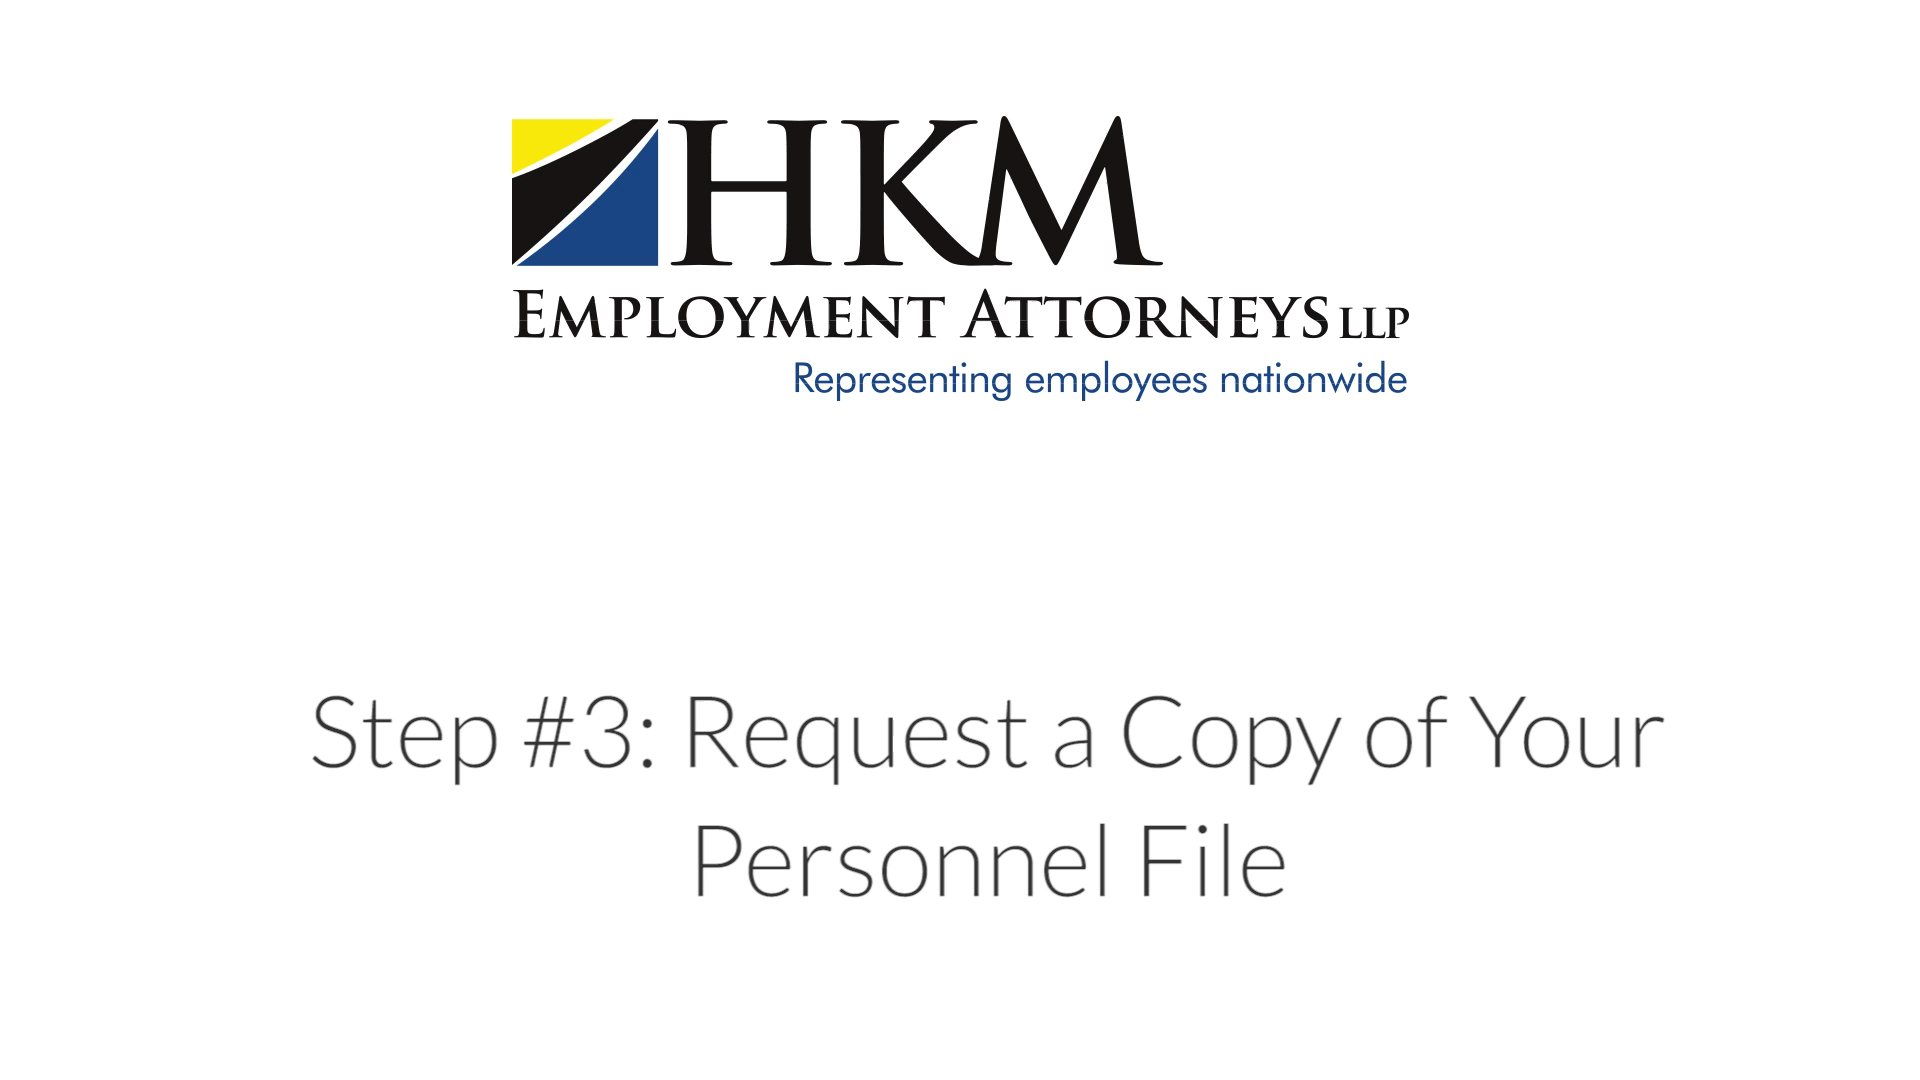 HKM
EMPLOYMENT ATTORNEYS LLP
Representing employees nationwide
Step #3: Request a Copy of Your
Personnel File